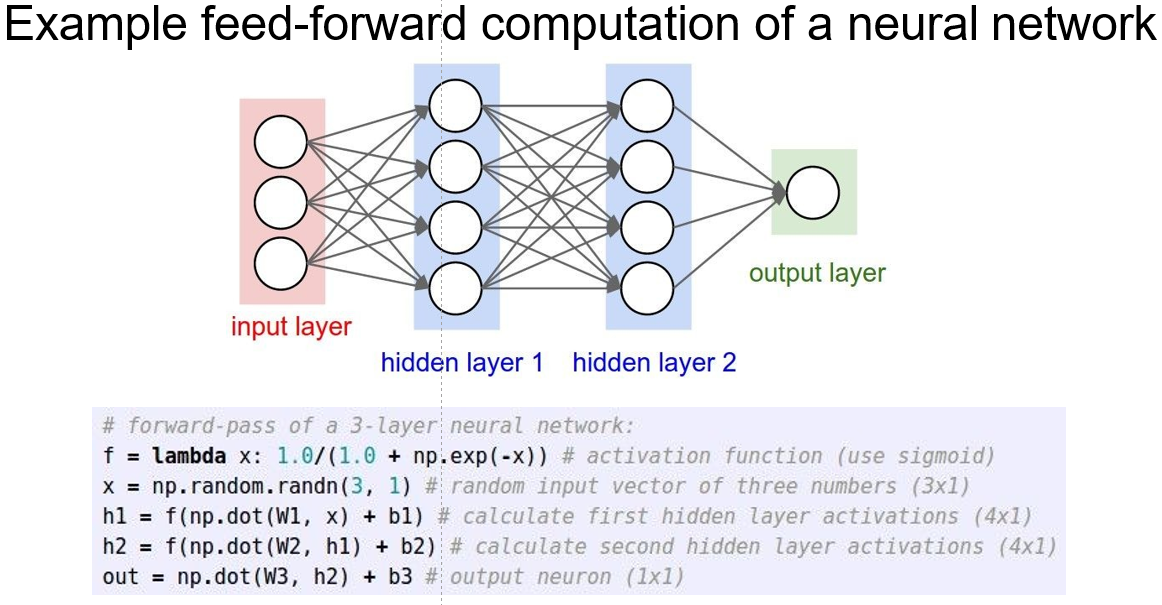 Example feed-forward computation of a neural network
input layer
hidden layer 1
hidden layer 2
output layer
# forward-pass of a 3-layer neural network:
f = lambda x: 1.0/(1.0 + np.exp(-x)) # activation function (use sigmoid)
x = np.random.randn(3, 1) # random input vector of three numbers (3x1)
h1 = f(np.dot(W1, x) + b1) # calculate first hidden layer activations (4x1)
h2 = f(np.dot(W2, h1) + b2) # calculate second hidden layer activations (4x1)
out = np.dot(W3, h2) + b3 # output neuron (1x1)